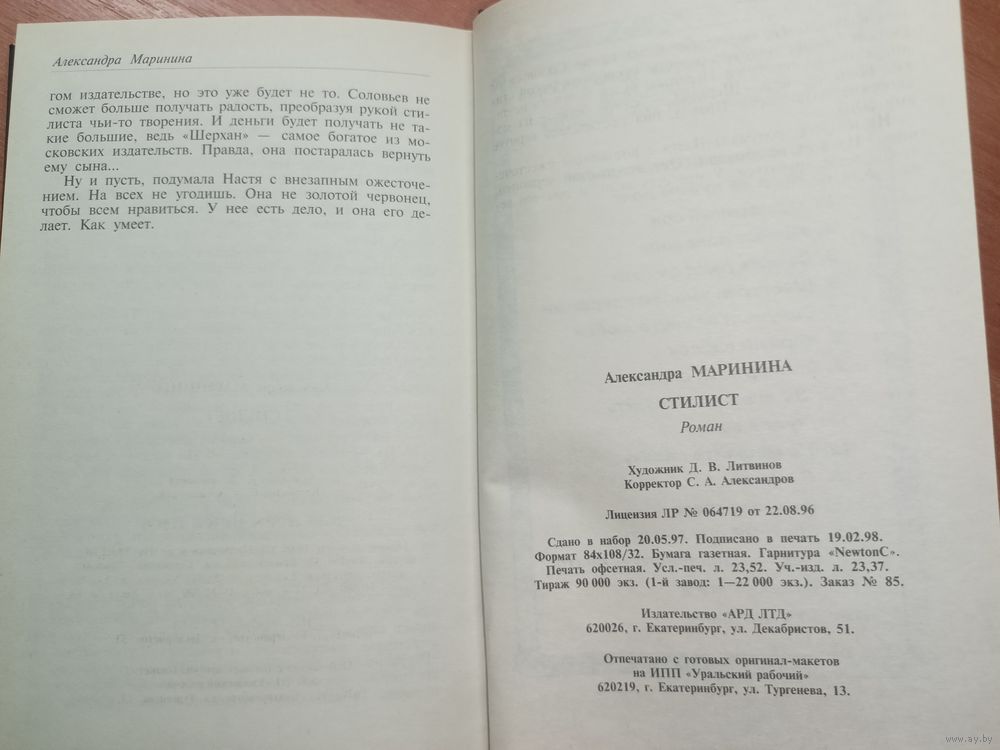 Александра Маринина
гом издательстве, но это уже будет не то. Соловьев не
сможет больше получать радость, преобразуя рукой сти-
листа чьи-то творения. И деньги будет получать не та-
кие большие, ведь «Шерхан» — самое богатое из мо-
сковских издательств. Правда, она постаралась вернуть
ему сына...
Ну и пусть, подумала Настя с внезапным ожесточе-
нием. На всех не угодишь. Она не золотой червонец,
чтобы всем нравиться. У нее есть дело, и она его де-
лает. Как умеет.
Александра МАРИНИНА
СТИЛИСТ
Роман
Художник Д. В. Литвинов
Корректор С. А. Александров
Лицензия ЛР № 064719 от 22.08.96
Сдано в набор 20.05.97. Подписано в печать 19.02.98.
Формат 84х108/32. Бумага газетная. Гарнитура «NewtonC».
Печать офсетная. Усл.-печ. л. 23,52. Уч.-изд. л. 23,37.
Тираж 90 000 экз. (1-й завод: 1—22 000 экз.). Заказ № 85.
Издательство «АРД ЛТД»
620026, г. Екатеринбург, ул. Декабристов, 51.
Отпечатано с готовых оригинал-макетов
на ИПП «Уральский рабочий»
620219, г. Екатеринбург, ул. Тургенева, 13.
www.ay.by